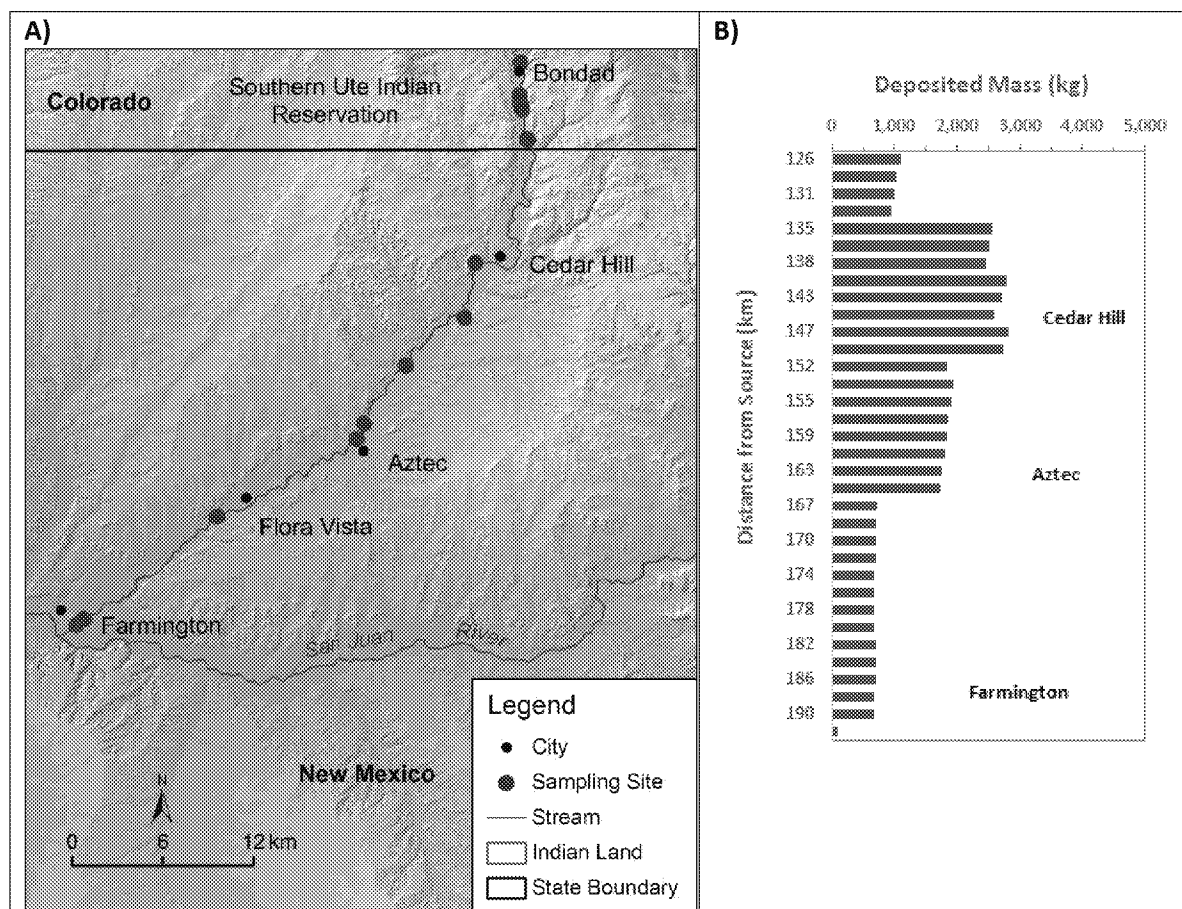 A)
Colorado
Southern Ute Indian
Reservation
Bondad
Cedar Hill
Aztec
Flora Vista
Farmington
San Juan River
New Mexico
N
0 6 12 km
Legend
City
Sampling Site
Stream
Indian Land
State Boundary
B)
Deposited Mass (kg)
0 1,000 2,000 3,000 4,000 5,000
Distance from Source (km)
126
131
135
138
143
147
152
155
159
163
167
170
174
178
182
186
190
Cedar Hill
Aztec
Farmington